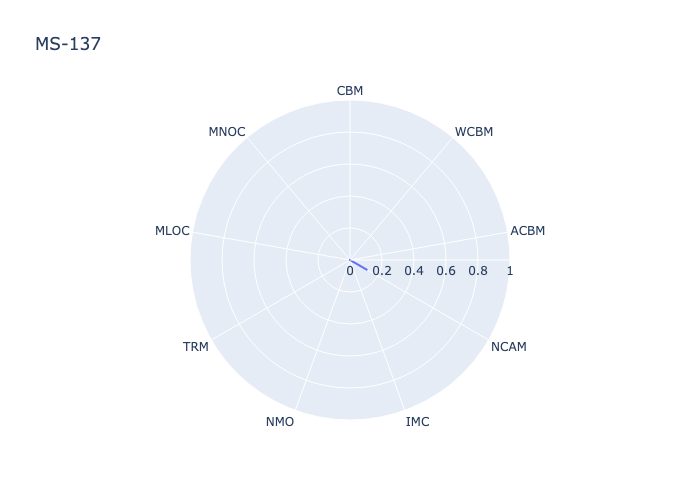 MS-137
CBM
MNOC
WCBM
MLOC
ACBM
0 0.2 0.4 0.6 0.8 1
TRM
NCAM
NMO
IMC